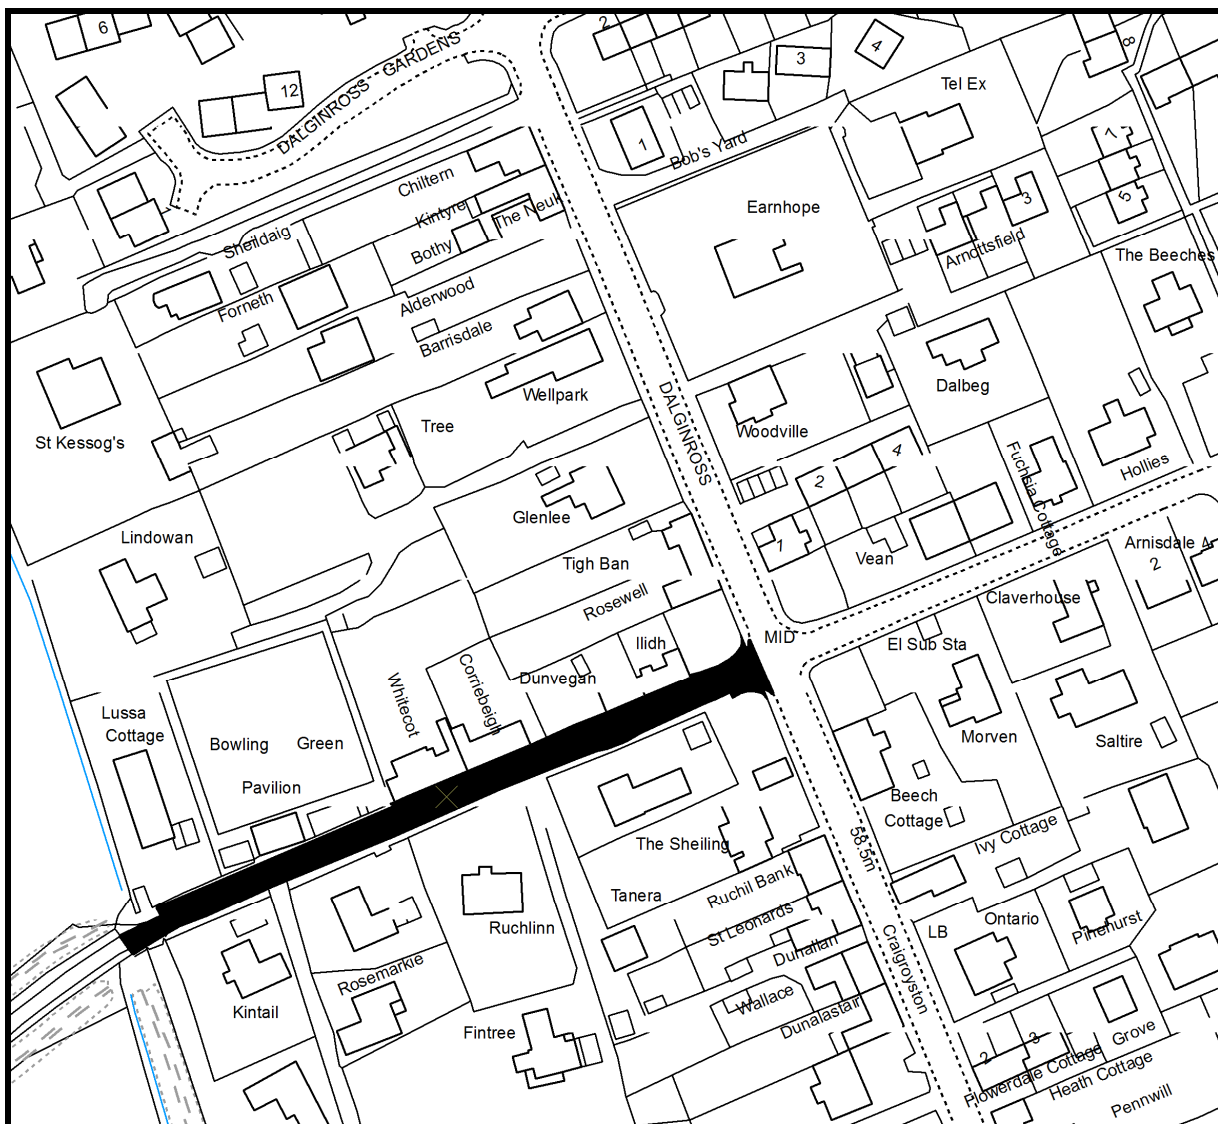 6
2
3
4
8
12
DALGINROSS GARDENS
Tel Ex
1
Bob's Yard
7
Chiltern
Kintyre
The Neuk
Earnhope
3
5
Sheildaig
Bothy
Arnottsfield
The Beeches
Forneth
Alderwood
Barrisdale
Wellpark
Dalbeg
St Kessog's
Tree
DALGINROSS
Woodville
4
2
Fuchsia Cottage
Hollies
Glenlee
Lindowan
1
Vean
Tigh Ban
Arnisdale 4
2
Rosewell
Claverhouse
MID
Ilidh
El Sub Sta
Whitecot
Corriebeigh
Dunvegan
Lussa
Cottage
Bowling Green
Morven
Saltire
Pavilion
Beech
Cottage
Ivy Cottage
58.5m
The Sheiling
Tanera
Ruchil Bank
Ruchlinn
St Leonards
LB
Ontario
Pinehurst
Dunallan
Rosemarkie
Craigroyston
Kintail
Wallace
Dunalastair
Fintree
2
3
Grove
Flowerdale Cottage
Heath Cottage
Pennwill